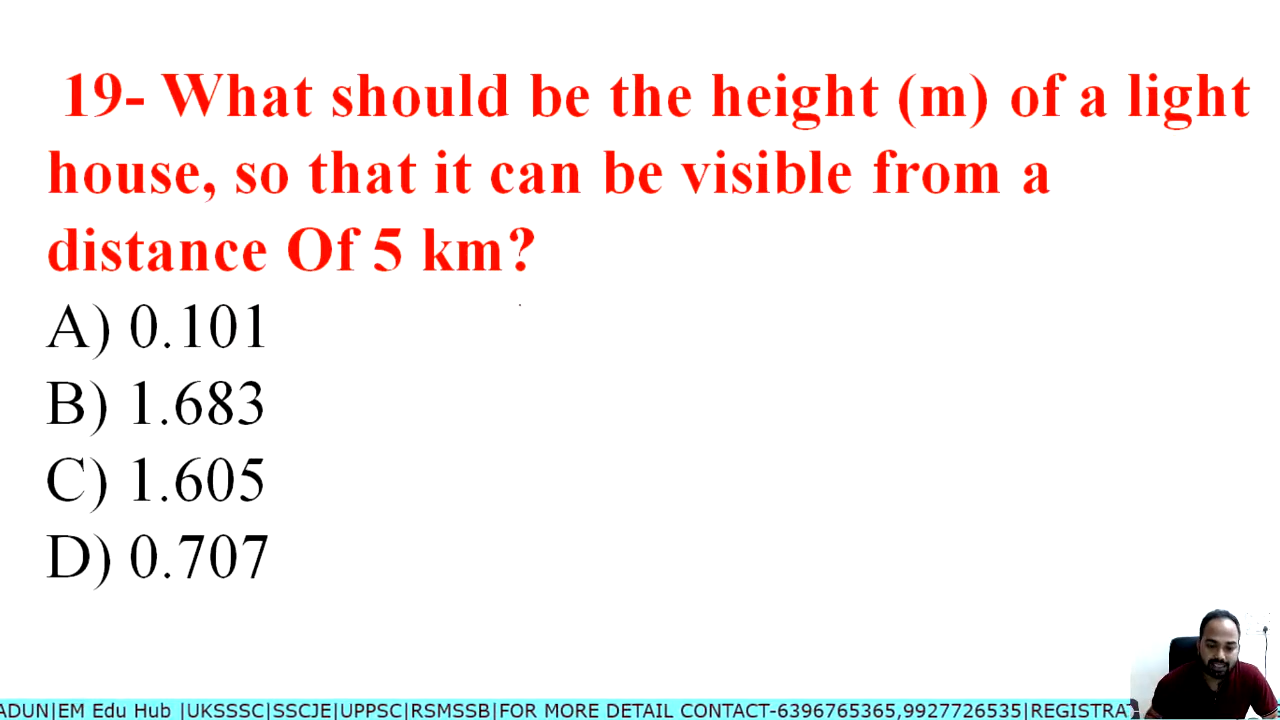 19- What should be the height (m) of a light
house, so that it can be visible from a
distance Of 5 km?
A) 0.101
B) 1.683
C) 1.605
D) 0.707
ADUN|EM Edu Hub |UKSSSC|SSCJE|UPPSC|RSMSSB|FOR MORE DETAIL CONTACT-6396765365,9927726535|REGISTRAT